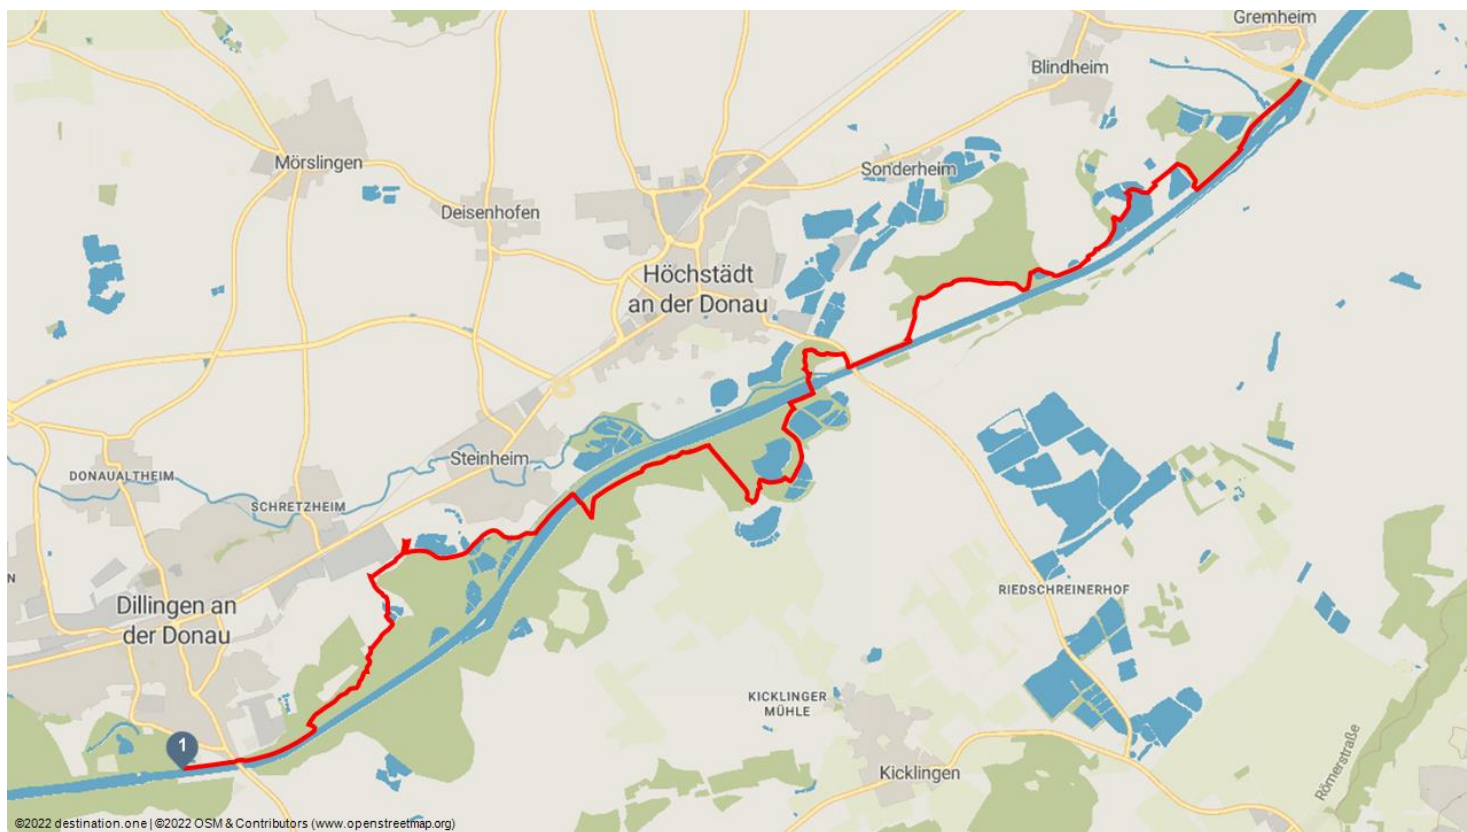 Gremheim
Blindheim
Mörslingen
Sonderheim
Deisenhofen
Höchstädt
an der Donau
Steinheim
DONAUALTHEIM
SCHRETZHEIM
N
RIEDSCHREINERHOF
Dillingen an
der Donau
KICKLINGER
MÜHLE
1
Kicklingen
Römerstraße
©2022 destination.one | ©2022 OSM & Contributors (www.openstreetmap.org)